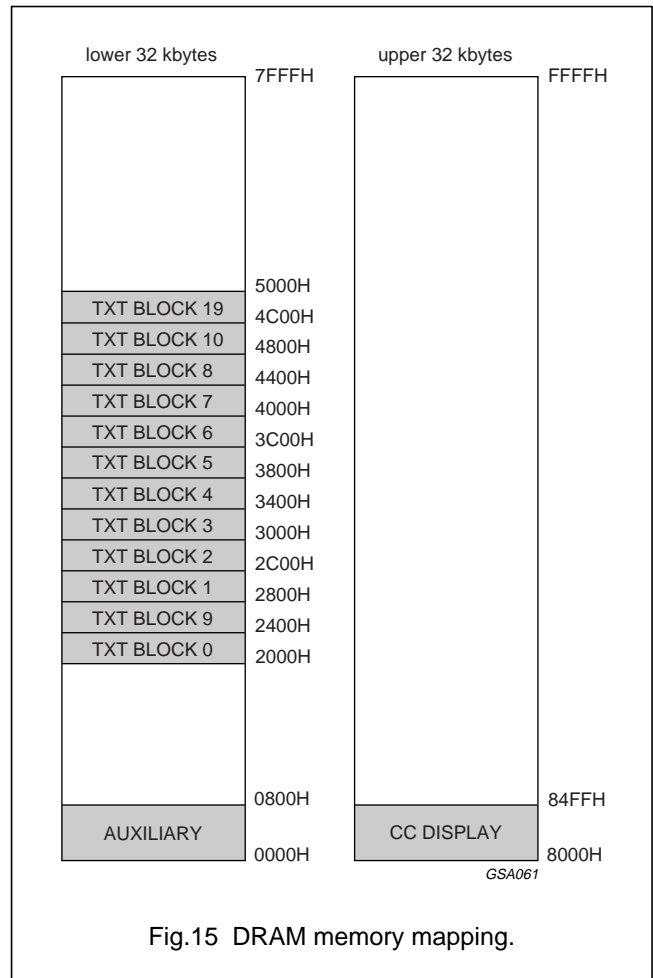 lower 32 kbytes
7FFFH
5000H
TXT BLOCK 19
4C00H
TXT BLOCK 10
4800H
TXT BLOCK 8
4400H
TXT BLOCK 7
4000H
TXT BLOCK 6
3C00H
TXT BLOCK 5
3800H
TXT BLOCK 4
3400H
TXT BLOCK 3
3000H
TXT BLOCK 2
2C00H
TXT BLOCK 1
2800H
TXT BLOCK 9
2400H
TXT BLOCK 0
2000H
0800H
AUXILIARY
0000H
upper 32 kbytes
FFFFH
84FFH
CC DISPLAY
8000H
GSA061
Fig.15 DRAM memory mapping.